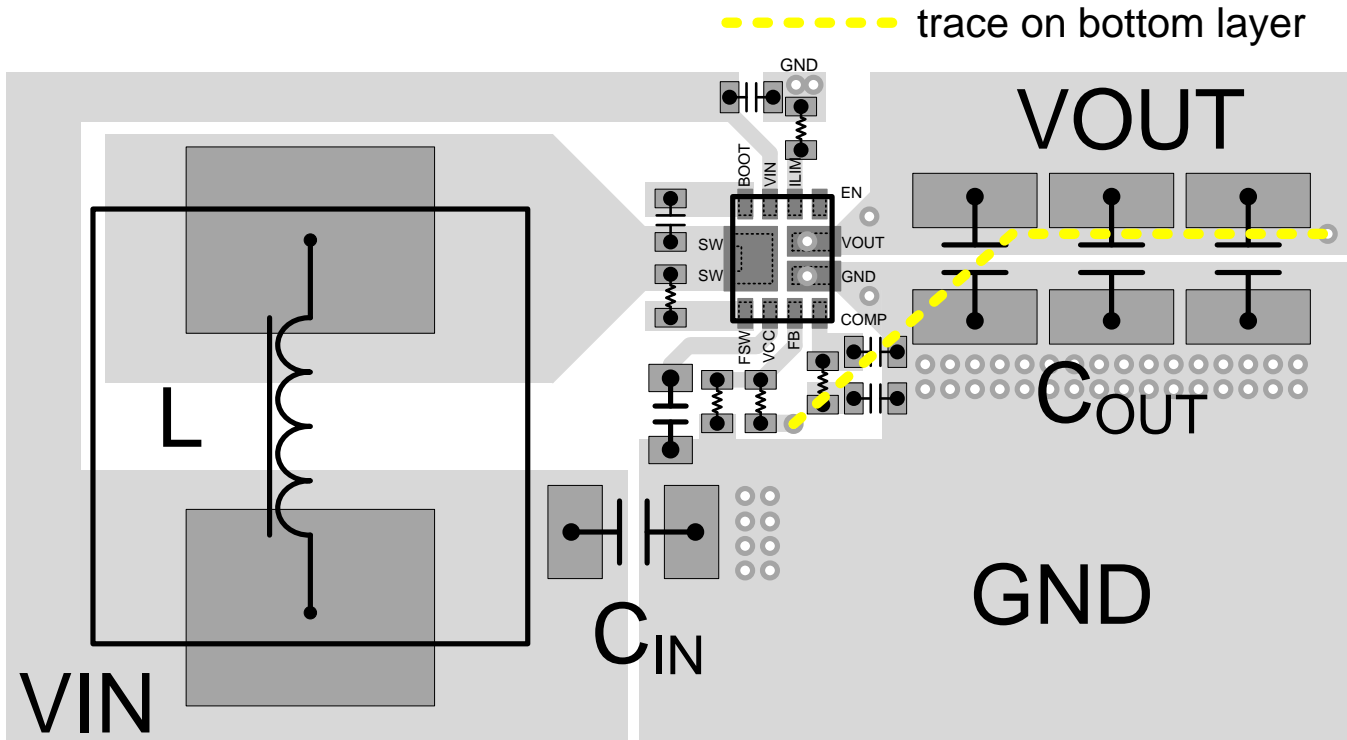 trace on bottom layer
GND
VOUT
BOOT
VIN
ILIM
EN
SW
VOUT
SW
GND
COMP
FSW
VCC
FB
L
COUT
GND
CIN
VIN